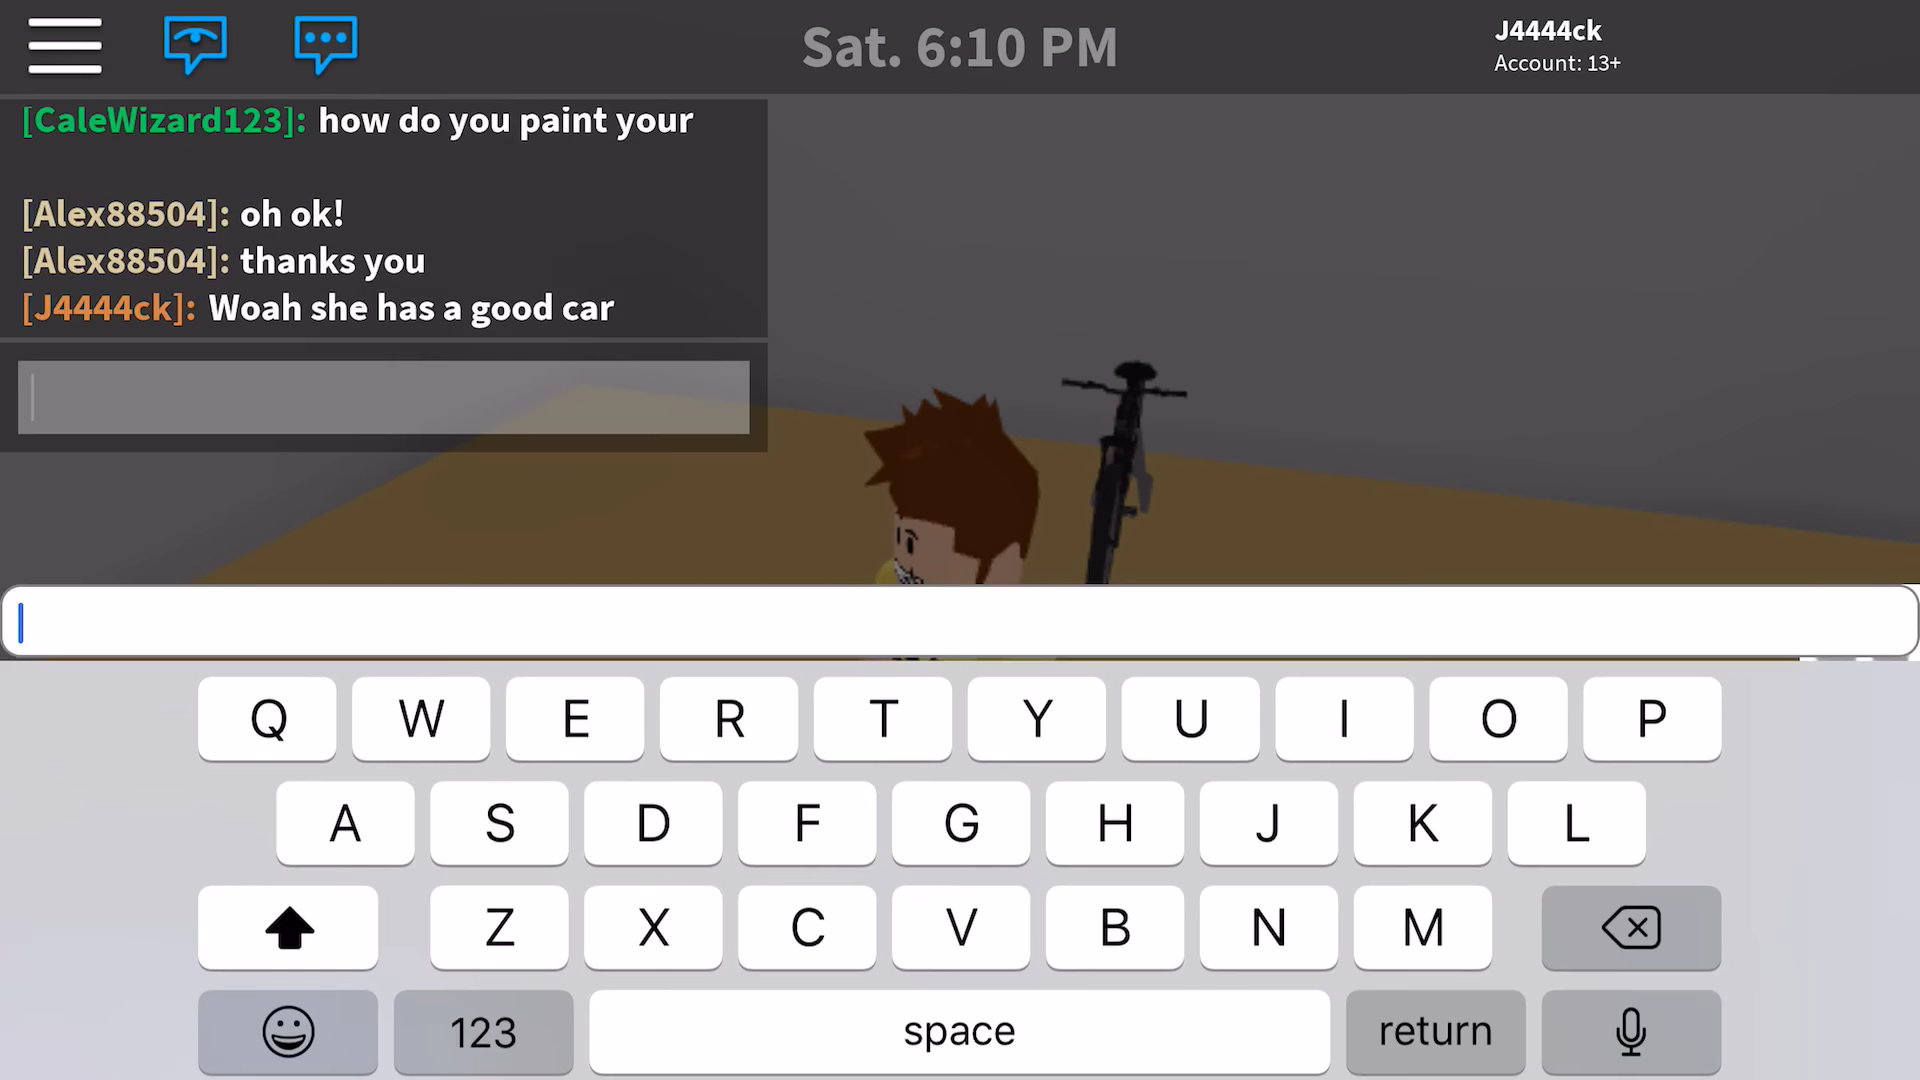 Sat. 6:10 PM
J4444ck
Account: 13+
[CaleWizard123]: how do you paint your
[Alex88504]: oh ok!
[Alex88504]: thanks you
[J4444ck]: Woah she has a good car
Q W E R T Y U I O P
A S D F G H J K L
Z X C V B N M
123 space return